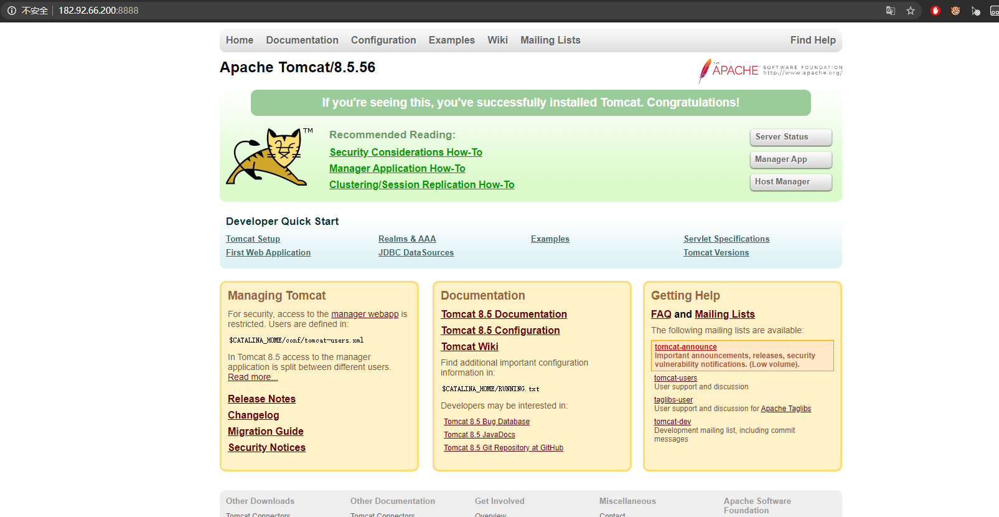 不安全 182.92.66.200:8888
Home Documentation Configuration Examples Wiki Mailing Lists Find Help
Apache Tomcat/8.5.56
THE APACHE SOFTWARE FOUNDATION
http://www.apache.org/
If you're seeing this, you've successfully installed Tomcat. Congratulations!
TM
Recommended Reading:
Security Considerations How-To
Manager Application How-To
Clustering/Session Replication How-To
Server Status
Manager App
Host Manager
Developer Quick Start
Tomcat Setup
First Web Application
Realms & AAA
JDBC DataSources
Examples
Servlet Specifications
Tomcat Versions
Managing Tomcat
For security, access to the manager webapp is
restricted. Users are defined in:
$CATALINA_HOME/conf/tomcat-users.xml
In Tomcat 8.5 access to the manager
application is split between different users.
Read more...
Release Notes
Changelog
Migration Guide
Security Notices
Documentation
Tomcat 8.5 Documentation
Tomcat 8.5 Configuration
Tomcat Wiki
Find additional important configuration
information in:
$CATALINA_HOME/RUNNING.txt
Developers may be interested in:
Tomcat 8.5 Bug Database
Tomcat 8.5 JavaDocs
Tomcat 8.5 Git Repository at GitHub
Getting Help
FAQ and Mailing Lists
The following mailing lists are available:
tomcat-announce
Important announcements, releases, security
vulnerability notifications. (Low volume).
tomcat-users
User support and discussion
taglibs-user
User support and discussion for Apache Taglibs
tomcat-dev
Development mailing list, including commit
messages
Other Downloads
Tomcat Connectors
Other Documentation
Tomcat Connectors
Get Involved
Overview
Miscellaneous
Contact
Apache Software
Foundation